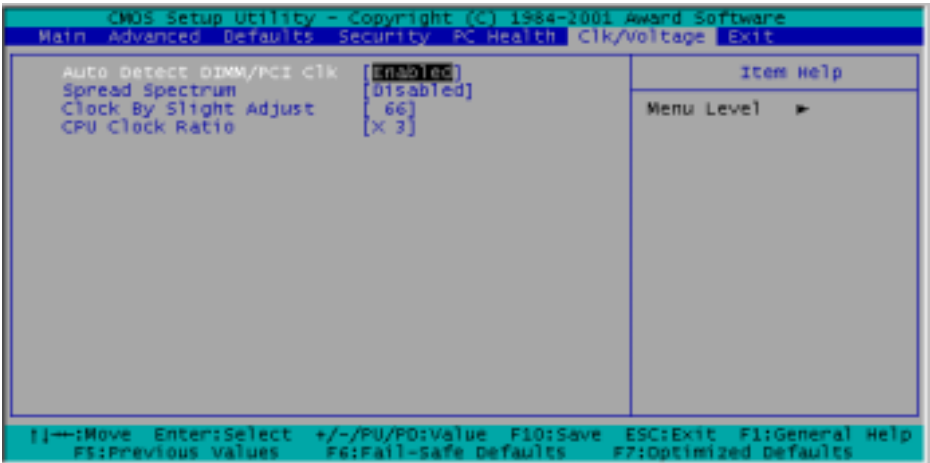 CMOS Setup Utility - Copyright (C) 1984-2001 Award Software
Main Advanced Defaults Security PC Health Clk/Voltage Exit
Auto Detect DIMM/PCI Clk [Enabled]
Spread Spectrum [Disabled]
Clock By Slight Adjust [ 66]
CPU Clock Ratio [X 3]
Item Help
Menu Level ►
↑↓→←:Move Enter:Select +/-/PU/PD:Value F10:Save ESC:Exit F1:General Help
F5:Previous Values F6:Fail-Safe Defaults F7:Optimized Defaults